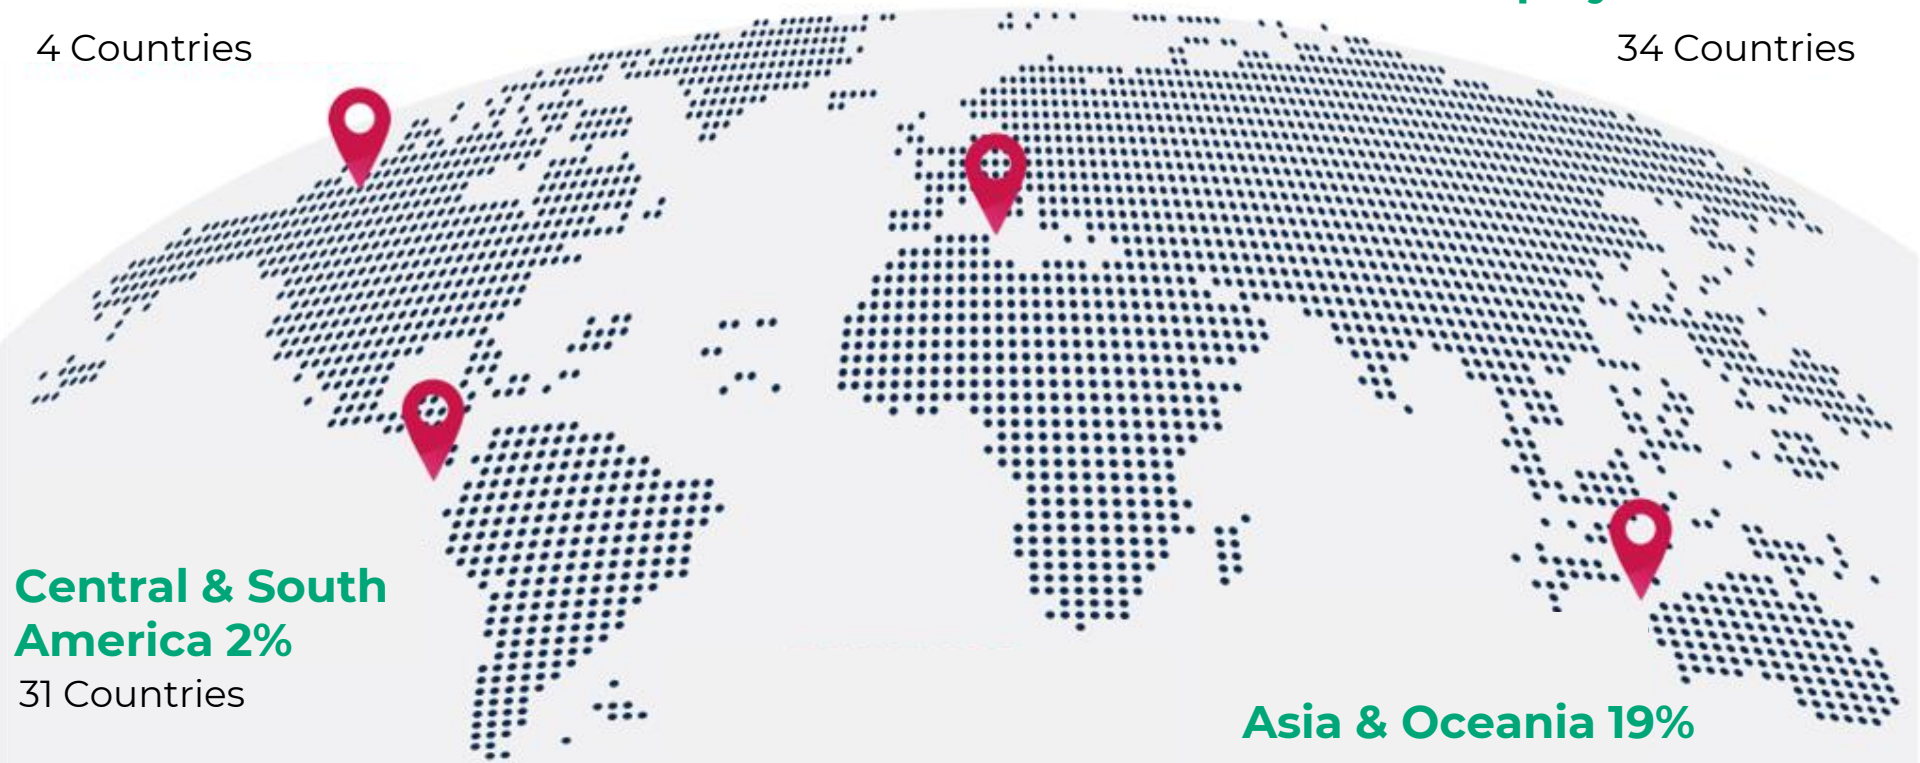 4 Countries
34 Countries
Central & South
America 2%
31 Countries
Asia & Oceania 19%